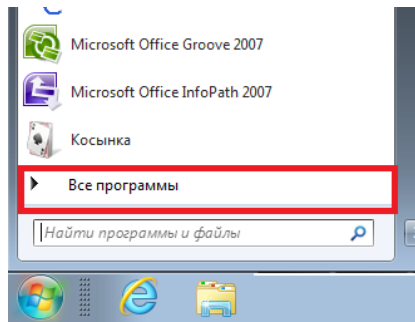 Microsoft Office Groove 2007
Microsoft Office InfoPath 2007
Косынка
Все программы
Найти программы и файлы